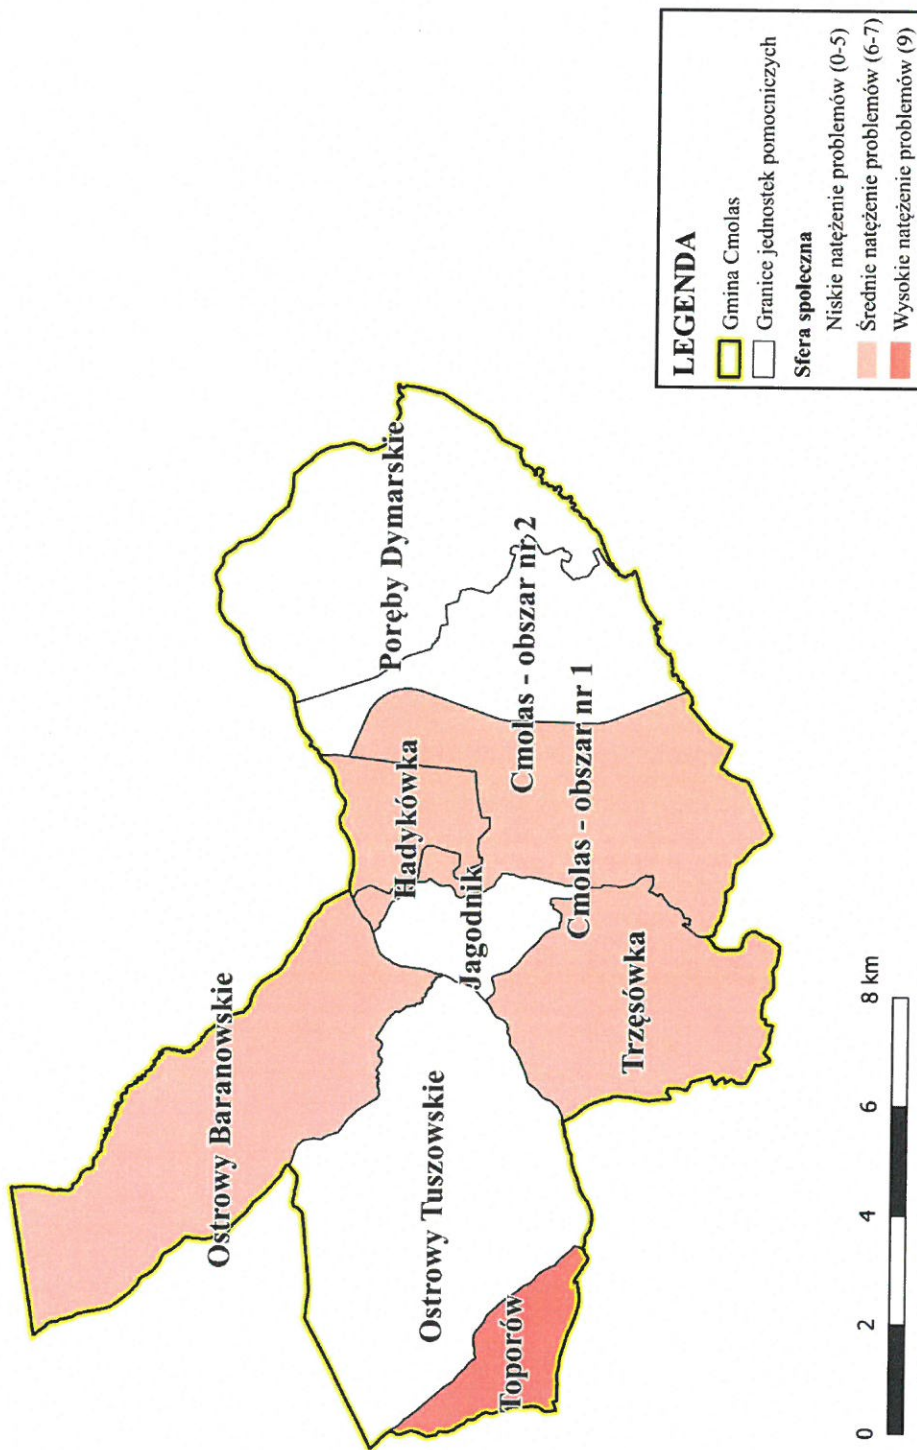 Ostrowy Baranowskie
Poręby Dymarskie
Hadykówka
Ostrowy Tuszowskie
Jagodnik
Cmolas - obszar nr 2
Cmolas - obszar nr 1
Toporów
Trzęsówka
0 2 4 6 8 km
LEGENDA
Gmina Cmolas
Granice jednostek pomocniczych
Sfera społeczna
Niskie natężenie problemów (0-5)
Średnie natężenie problemów (6-7)
Wysokie natężenie problemów (9)